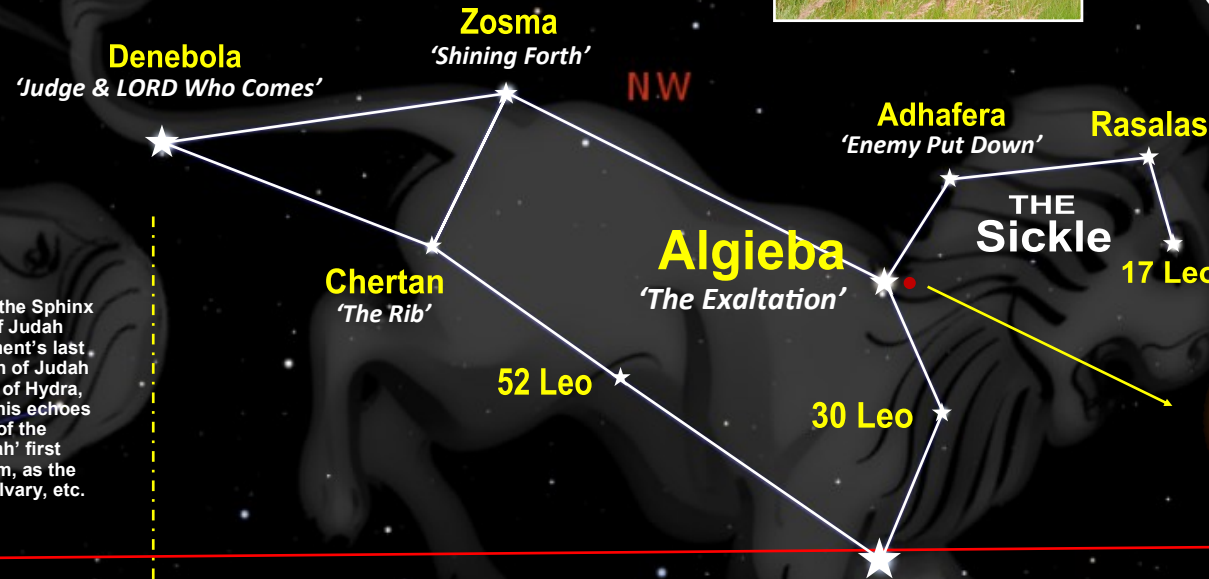 Zosma
‘Shining Forth’
Denebola
‘Judge & LORD Who Comes’
N.W
Adhafera
‘Enemy Put Down’
Rasalas
THE
Sickle
17 Leo
Algieba
‘The Exaltation’
Chertan
‘The Rib’
the Sphinx
f Judah
ment’s last
n of Judah
of Hydra,
his echoes
of the
ah’ first
m, as the
lvary, etc.
52 Leo
30 Leo